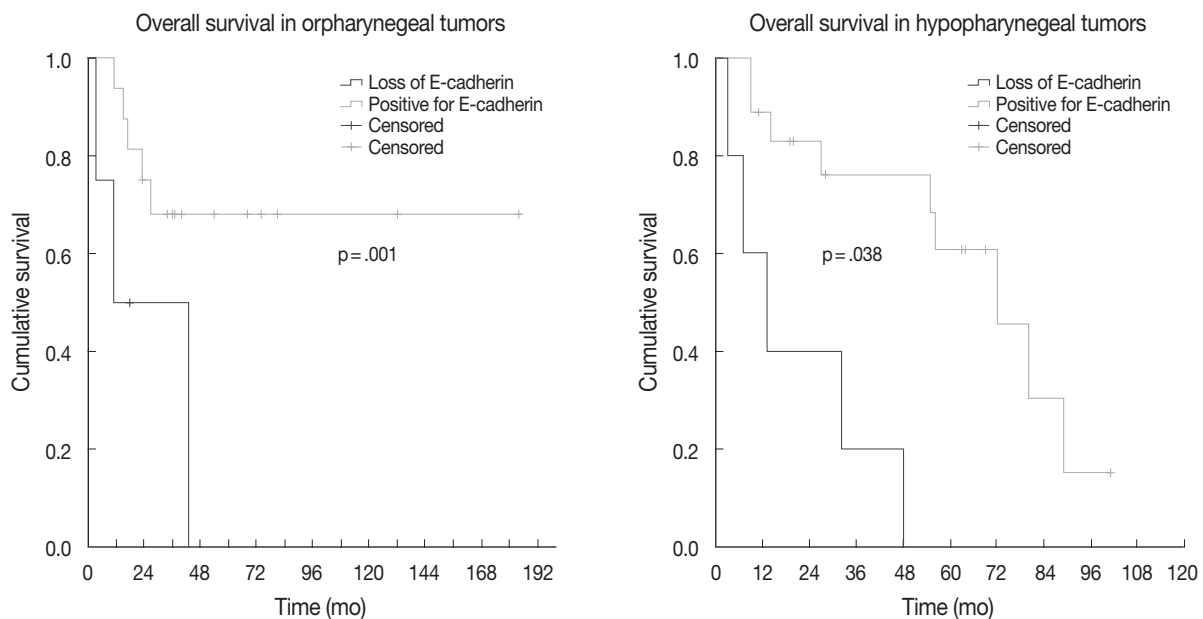 Overall survival in orpharynegeal tumors
1.0
0.8
0.6
0.4
0.2
0.0
Cumulative survival
Loss of E-cadherin
Positive for E-cadherin
Censored
Censored
p=.001
0 24 48 72 96 120 144 168 192
Time (mo)
Overall survival in hypopharynegeal tumors
1.0
0.8
0.6
0.4
0.2
0.0
Cumulative survival
Loss of E-cadherin
Positive for E-cadherin
Censored
Censored
p=.038
0 12 24 36 48 60 72 84 96 108 120
Time (mo)